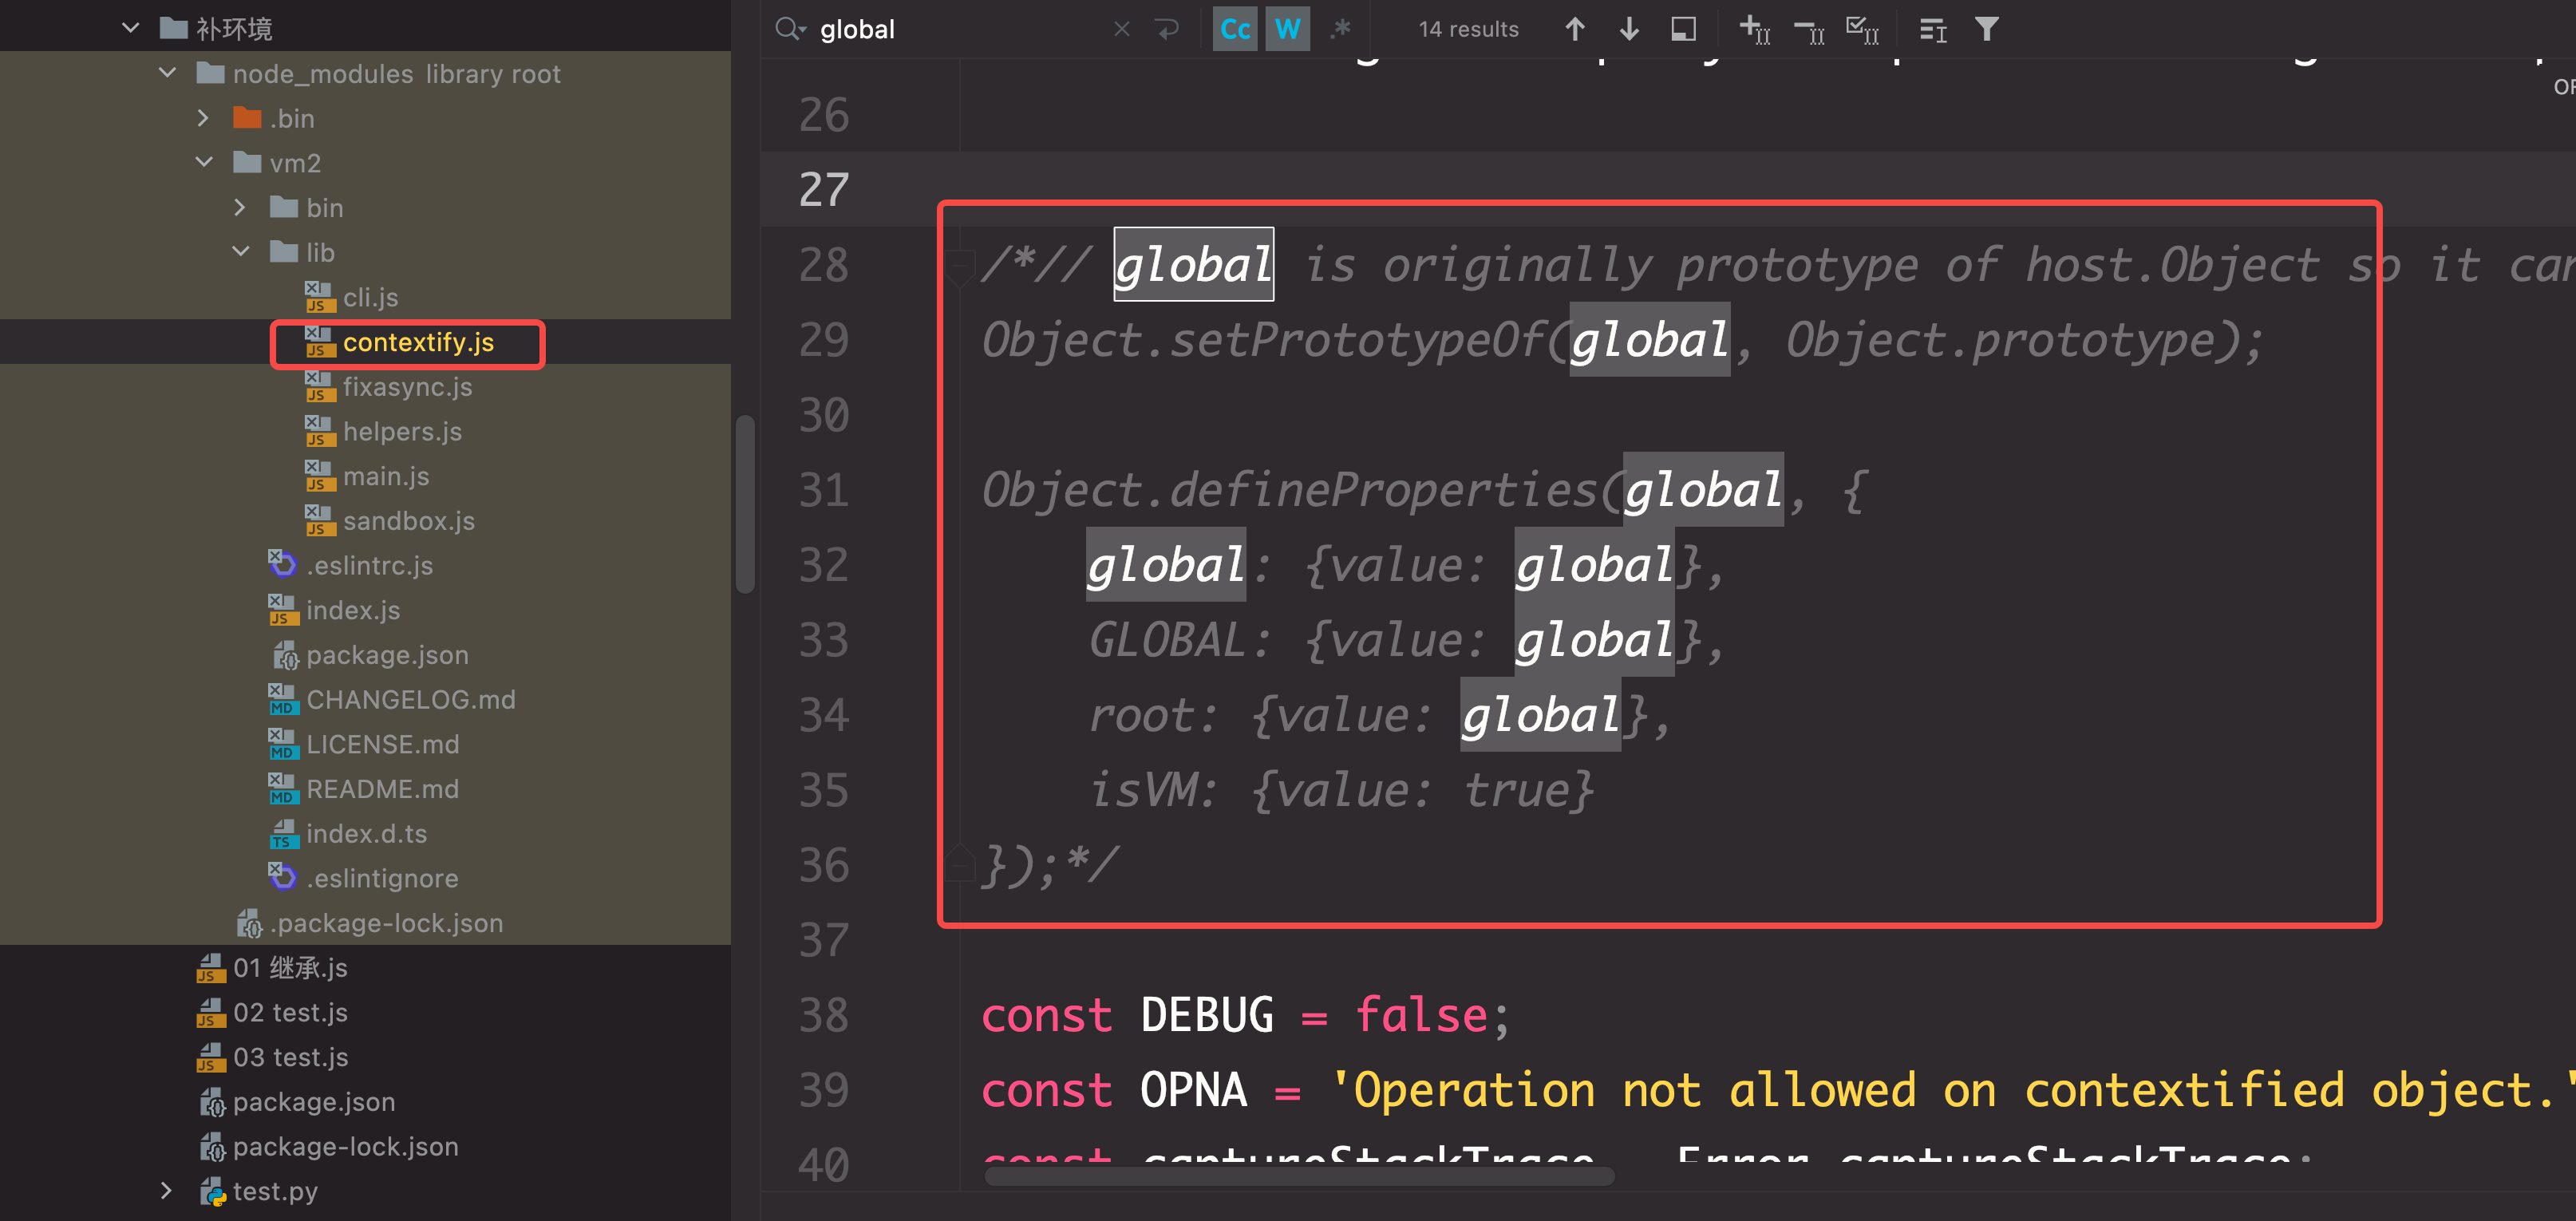 补环境
node_modules library root
.bin
vm2
bin
lib
cli.js
contextify.js
fixasync.js
helpers.js
main.js
sandbox.js
.eslintrc.js
index.js
package.json
CHANGELOG.md
LICENSE.md
README.md
index.d.ts
.eslintignore
.package-lock.json
01 继承.js
02 test.js
03 test.js
package.json
package-lock.json
test.py
global Cc W .* 14 results
26
27
28 /*// global is originally prototype of host.Object so it can
29 Object.setPrototypeOf(global, Object.prototype);
30
31 Object.defineProperties(global, {
32 global: {value: global},
33 GLOBAL: {value: global},
34 root: {value: global},
35 isVM: {value: true}
36 });*/
37
38 const DEBUG = false;
39 const OPNA = 'Operation not allowed on contextified object.'
40 const captureStackTrace = Error.captureStackTrace;